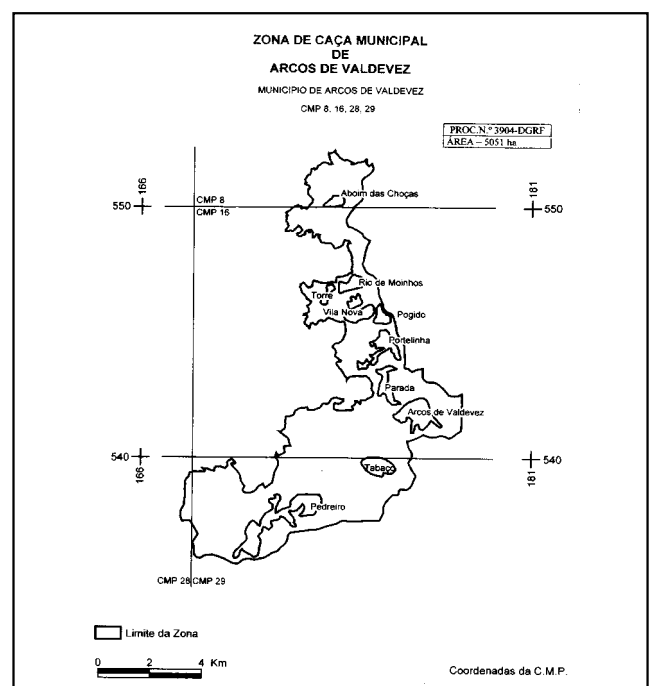 ZONA DE CAÇA MUNICIPAL
DE
ARCOS DE VALDEVEZ
MUNICIPIO DE ARCOS DE VALDEVEZ
CMP 8, 16, 28, 29
PROC.N.º 3904-DGRF
ÁREA – 5051 ha
166
181
CMP 8
Aboim das Choças
550
550
CMP 16
Rio de Moinhos
Torre
Vila Nova
Pogido
Portelinha
Parada
Arcos de Valdevez
540
540
166
181
Tabaço
Pedreiro
CMP 28 CMP 29
Limite da Zona
0 2 4 Km
Coordenadas da C.M.P.